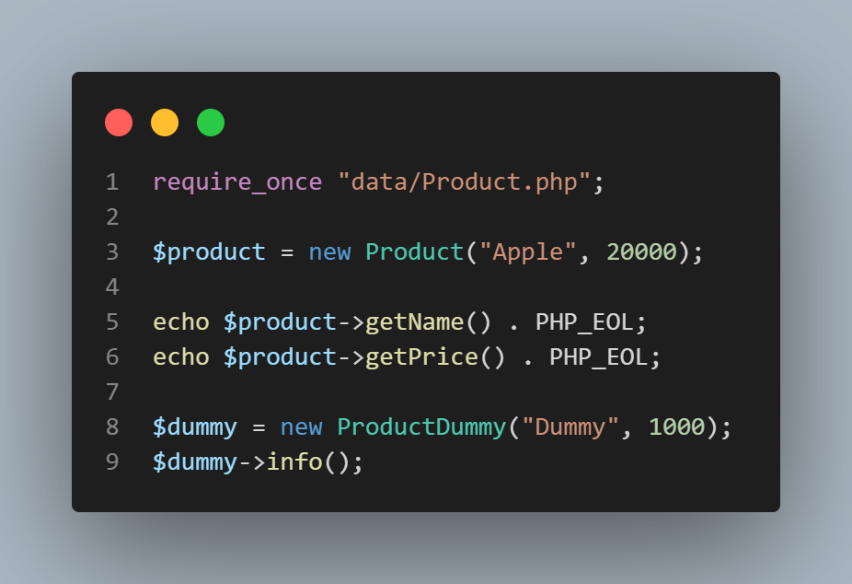 1 require_once "data/Product.php";
2
3 $product = new Product("Apple", 20000);
4
5 echo $product->getName() . PHP_EOL;
6 echo $product->getPrice() . PHP_EOL;
7
8 $dummy = new ProductDummy("Dummy", 1000);
9 $dummy->info();